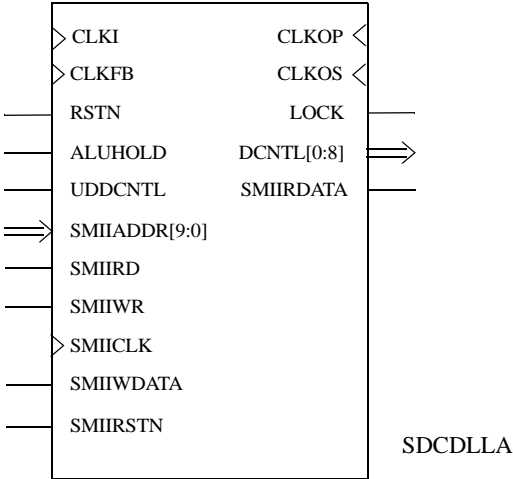 CLKI CLKOP
CLKFB CLKOS
RSTN LOCK
ALUHOLD DCNTL[0:8]
UDDCNTL SMIIRDATA
SMIIADDR[9:0]
SMIIRD
SMIIWR
SMIICLK
SMIIWDATA
SMIIRSTN
SDCDLLA